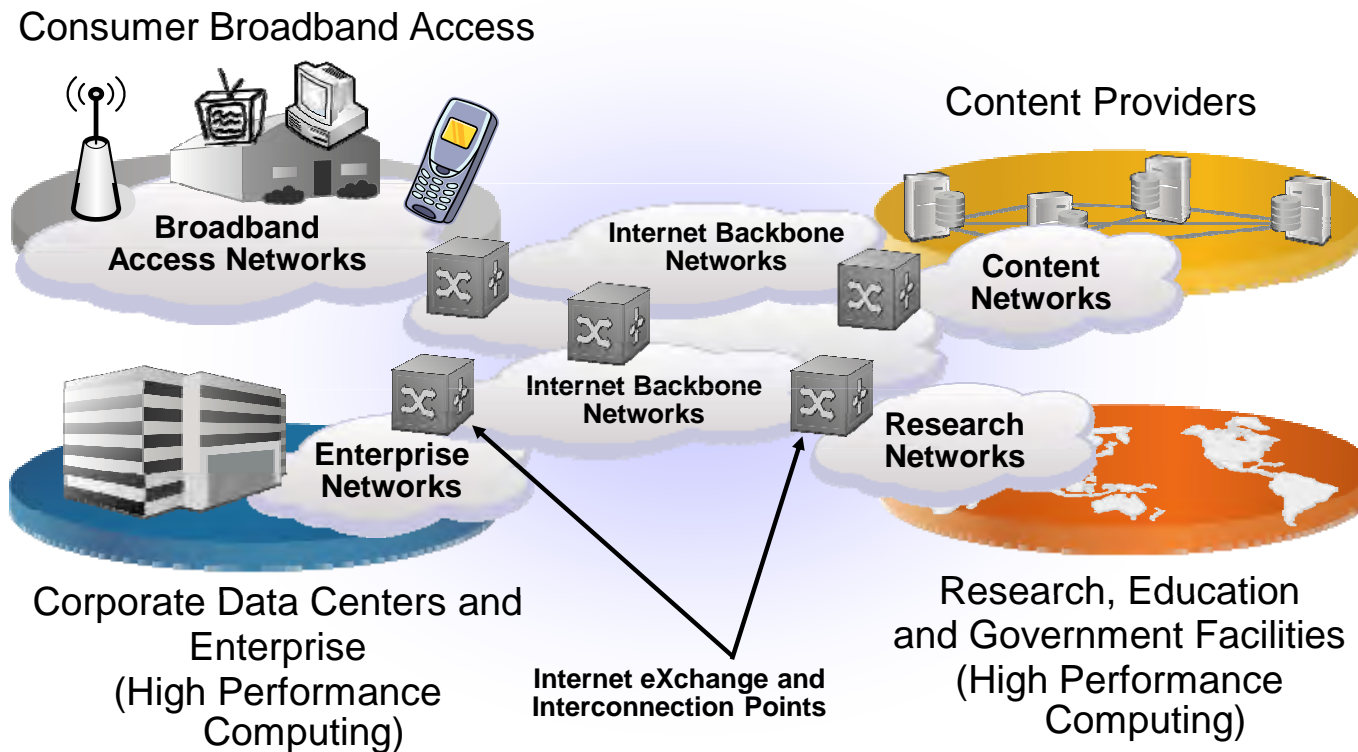 Consumer Broadband Access
Content Providers
Broadband
Access Networks
Internet Backbone
Networks
Content
Networks
Internet Backbone
Networks
Enterprise
Networks
Research
Networks
Corporate Data Centers and
Enterprise
(High Performance
Computing)
Internet eXchange and
Interconnection Points
Research, Education
and Government Facilities
(High Performance
Computing)